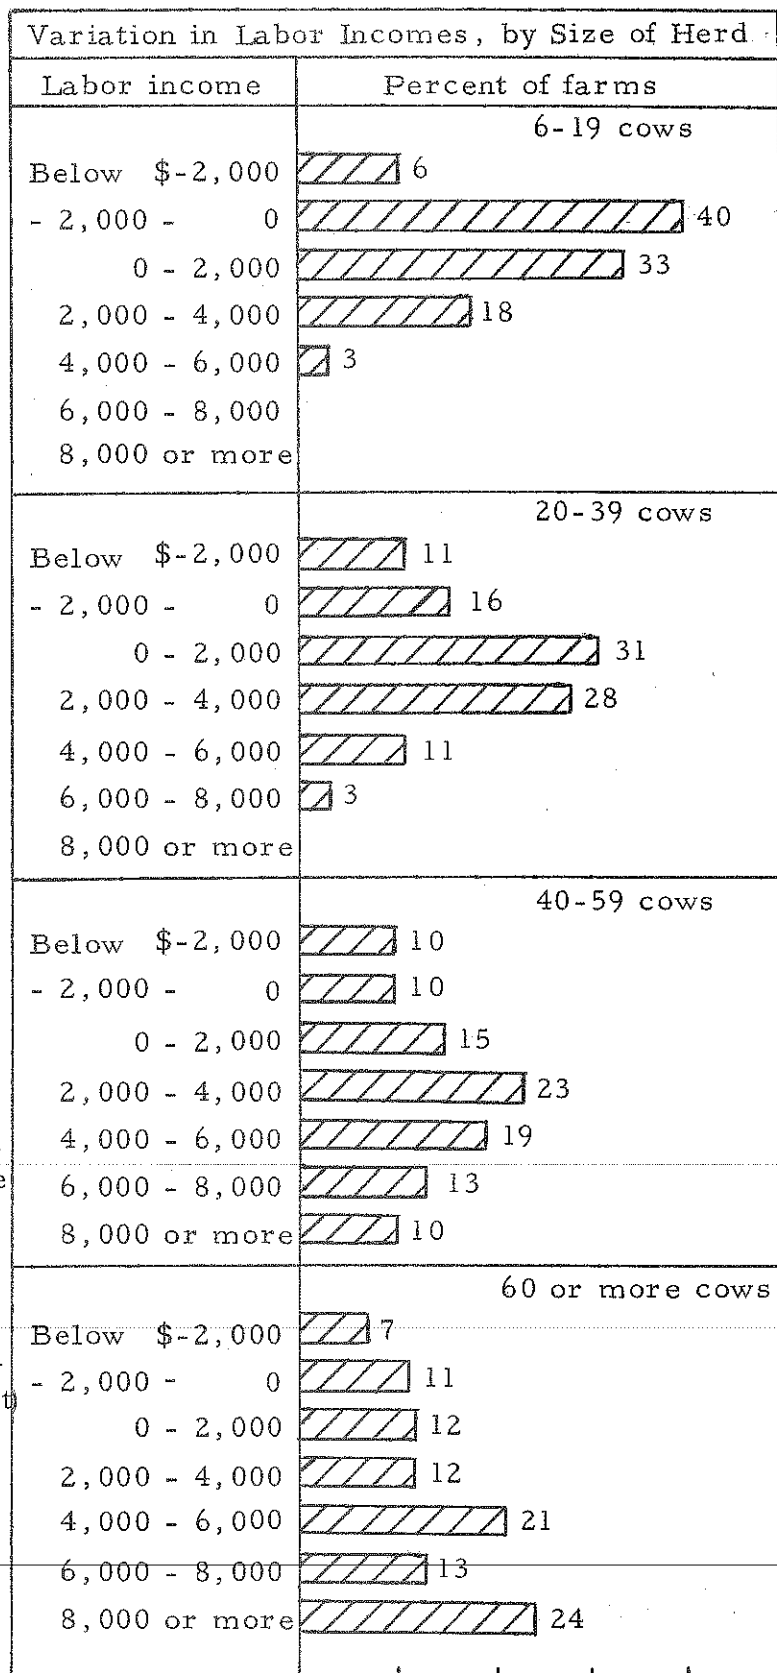 Variation in Labor Incomes, by Size of Herd
Labor income Percent of farms
6-19 cows
Below $-2,000 6
- 2,000 - 0 40
0 - 2,000 33
2,000 - 4,000 18
4,000 - 6,000 3
6,000 - 8,000
8,000 or more
20-39 cows
Below $-2,000 11
- 2,000 - 0 16
0 - 2,000 31
2,000 - 4,000 28
4,000 - 6,000 11
6,000 - 8,000 3
8,000 or more
40-59 cows
Below $-2,000 10
- 2,000 - 0 10
0 - 2,000 15
2,000 - 4,000 23
4,000 - 6,000 19
e 6,000 - 8,000 13
8,000 or more 10
60 or more cows
Below $-2,000 7
- 2,000 - 0 11
t)
0 - 2,000 12
2,000 - 4,000 12
4,000 - 6,000 21
6,000 - 8,000 13
8,000 or more 24